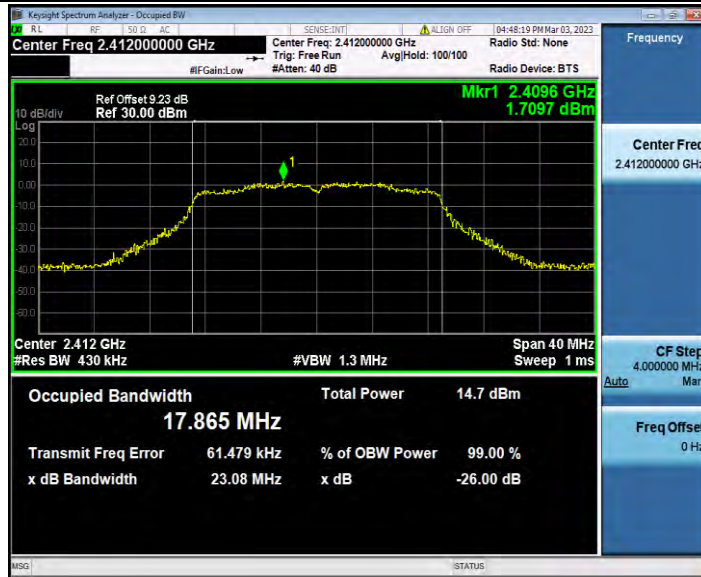 Keysight Spectrum Analyzer - Occupied BW
RL RF 50 Ω AC SENSE:INT ALIGN OFF 04:48:19 PM Mar 03, 2023
Center Freq 2.412000000 GHz
Center Freq: 2.412000000 GHz Radio Std: None
Trig: Free Run Avg|Hold: 100/100
#IFGain:Low #Atten: 40 dB Radio Device: BTS
Ref Offset 9.23 dB Mkr1 2.4096 GHz
10 dB/div Ref 30.00 dBm 1.7097 dBm
Log
20.0
10.0
1
0.00
-10.0
-20.0
-30.0
-40.0
-50.0
-60.0
Center 2.412 GHz Span 40 MHz
#Res BW 430 kHz #VBW 1.3 MHz Sweep 1 ms
Occupied Bandwidth Total Power 14.7 dBm
17.865 MHz
Transmit Freq Error 61.479 kHz % of OBW Power 99.00 %
x dB Bandwidth 23.08 MHz x dB -26.00 dB
MSG STATUS
Frequency
Center Freq
2.412000000 GHz
CF Step
4.000000 MHz
Auto Man
Freq Offset
0 Hz